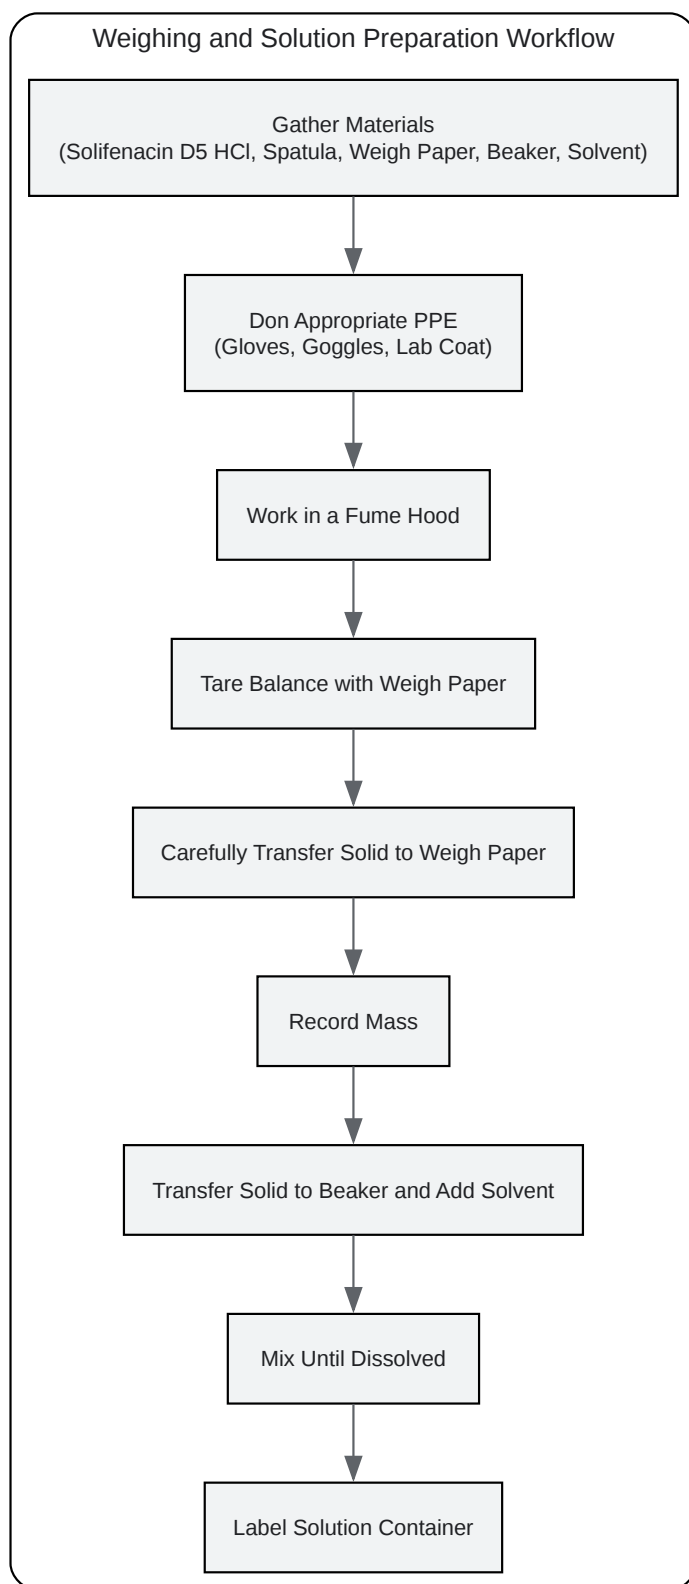 Weighing and Solution Preparation Workflow
Gather Materials
(Solifenacin D5 HCl, Spatula, Weigh Paper, Beaker, Solvent)
Don Appropriate PPE
(Gloves, Goggles, Lab Coat)
Work in a Fume Hood
Tare Balance with Weigh Paper
Carefully Transfer Solid to Weigh Paper
Record Mass
Transfer Solid to Beaker and Add Solvent
Mix Until Dissolved
Label Solution Container